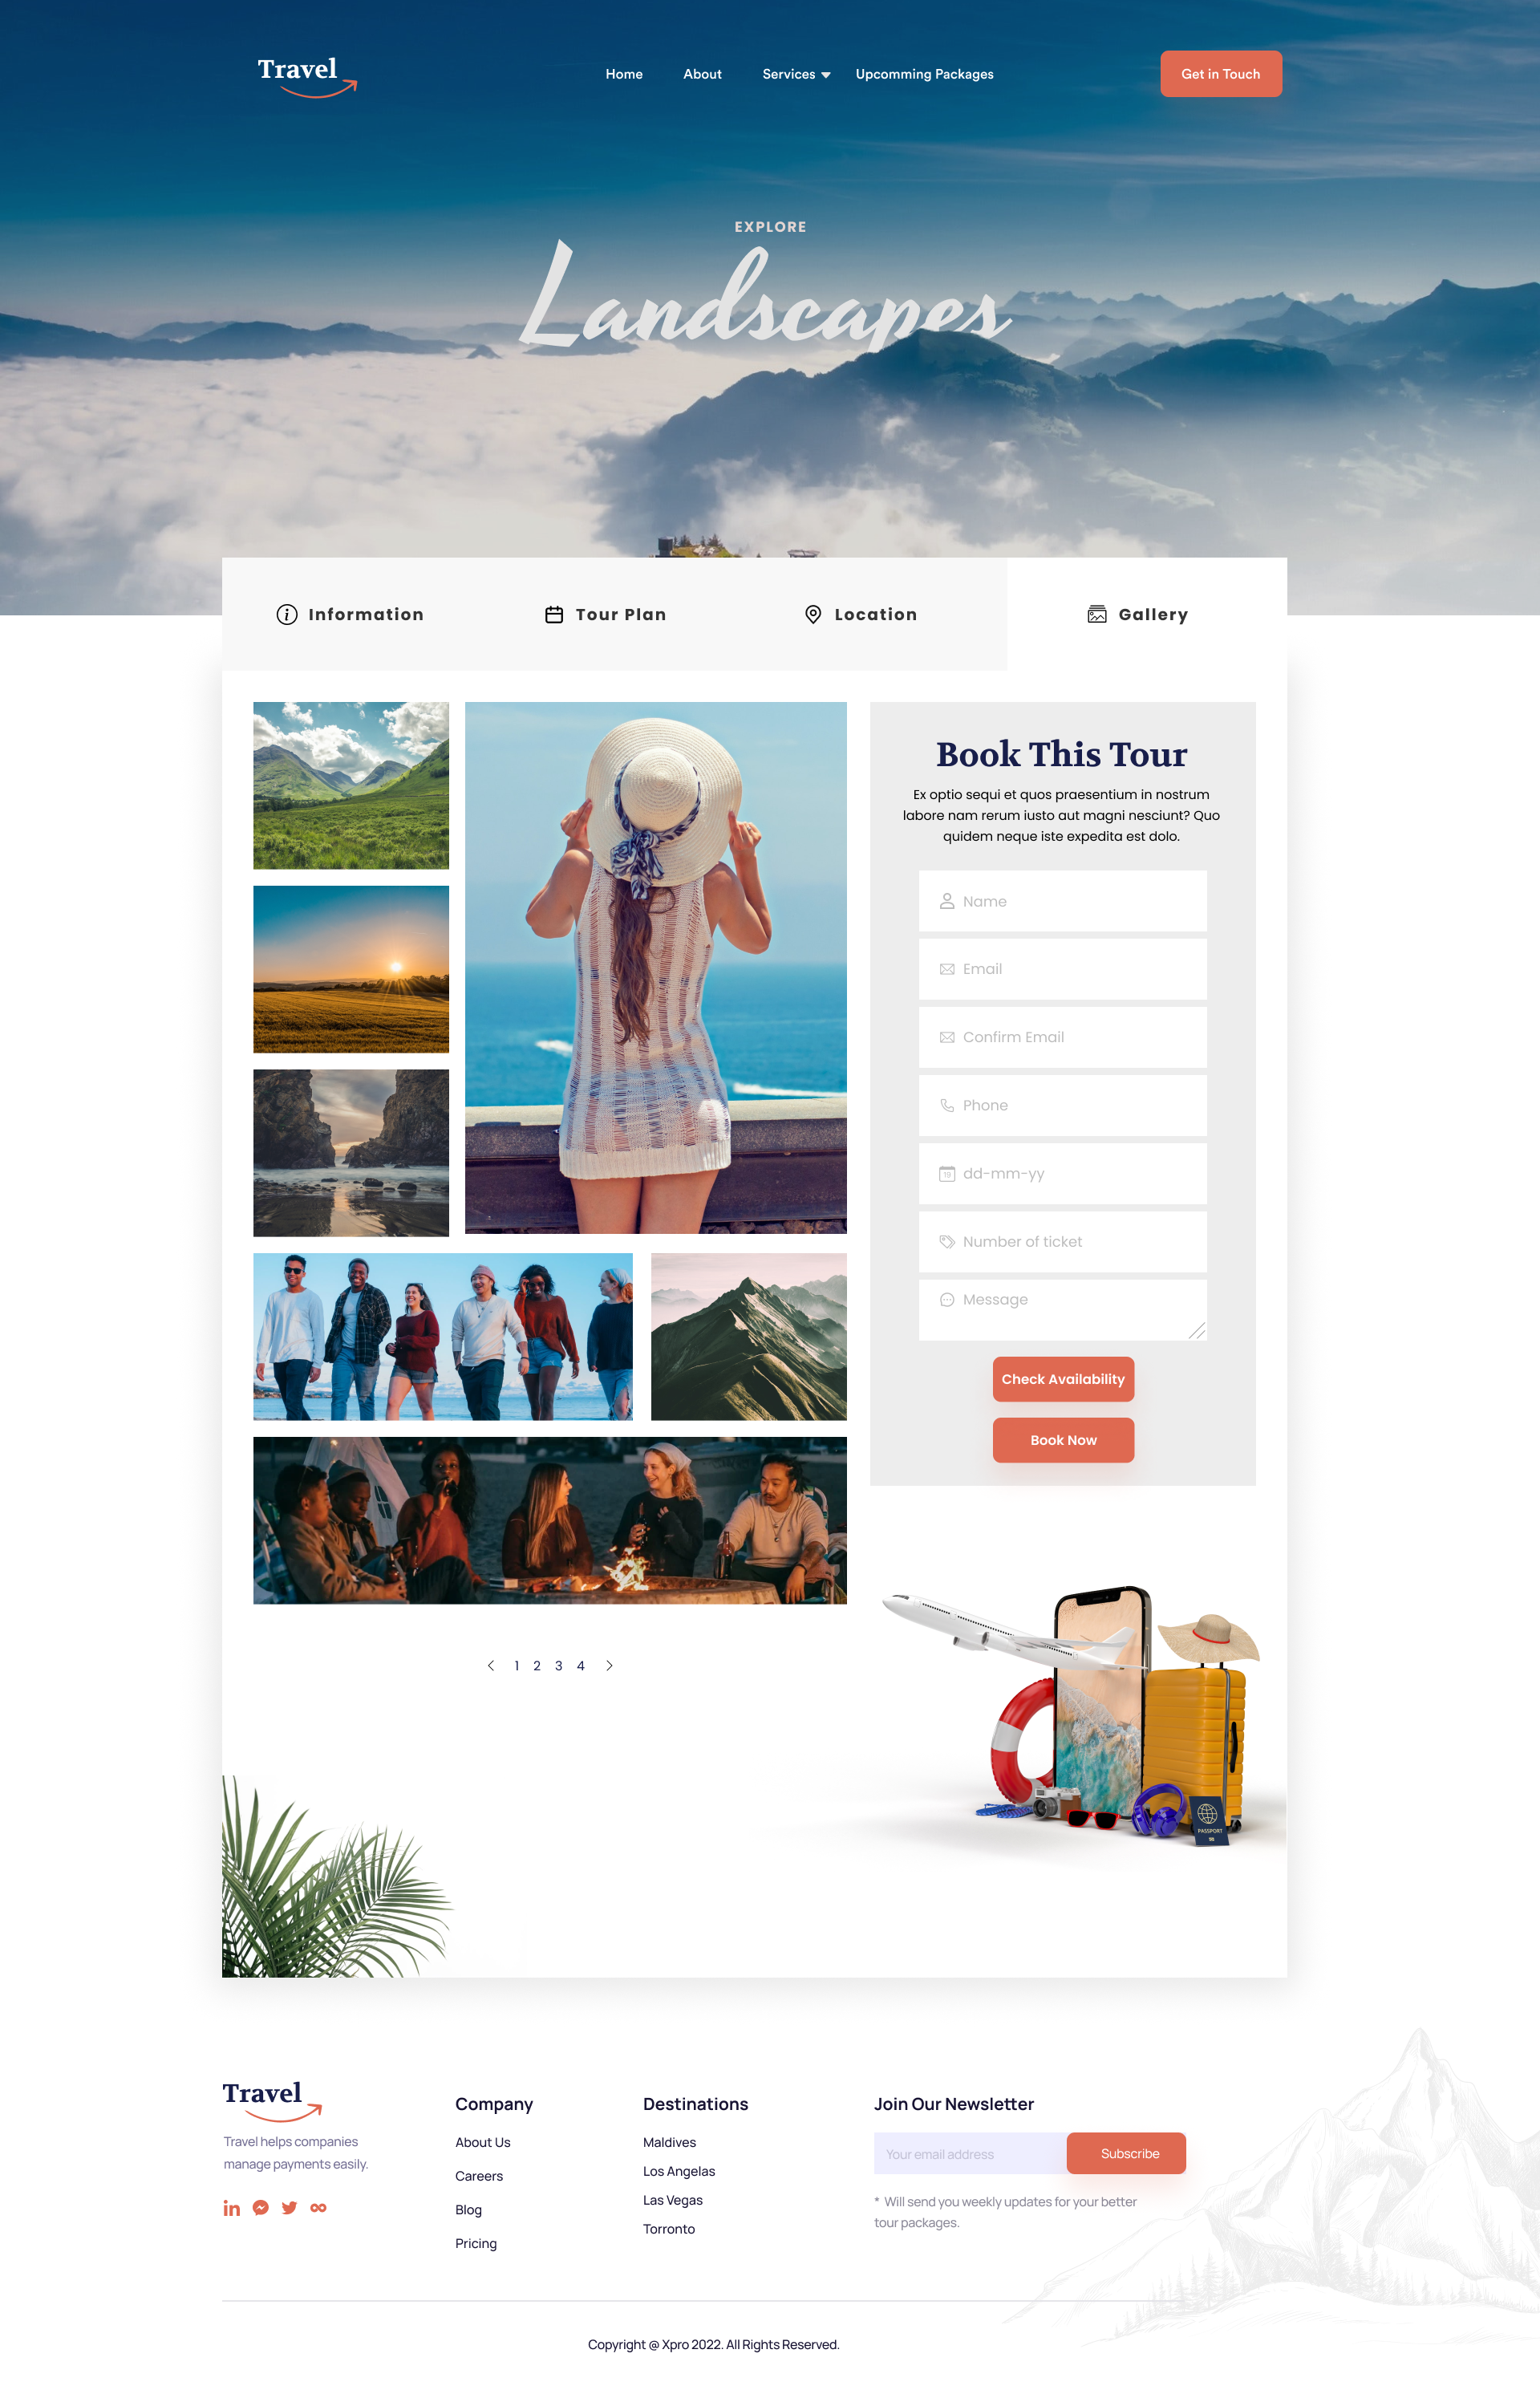 Travel
Home
About
Services
Upcomming Packages
Get in Touch
EXPLORE
Landscapes
Information
Tour Plan
Location
Gallery
Book This Tour
Ex optio sequi et quos praesentium in nostrum
labore nam rerum iusto aut magni nesciunt? Quo
quidem neque iste expedita est dolo.
Name
Email
Confirm Email
Phone
dd-mm-yy
Number of ticket
Message
Check Availability
Book Now
1 2 3 4
PASSPORT
Travel
Travel helps companies
manage payments easily.
in
Company
About Us
Careers
Blog
Pricing
Destinations
Maldives
Los Angelas
Las Vegas
Torronto
Join Our Newsletter
Your email address
Subscribe
* Will send you weekly updates for your better
tour packages.
Copyright @ Xpro 2022. All Rights Reserved.